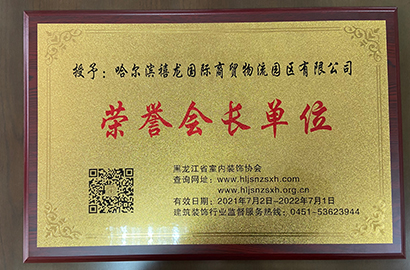 授予：哈尔滨禧龙国际商贸物流园区有限公司
荣誉会长单位
黑龙江省室内装饰协会
查询网址：www.hljsnzsxh.com
www.hljsnzsxh.org.cn
有效日期：2021年7月2日-2022年7月1日
建筑装饰行业监督服务热线：0451-53623944